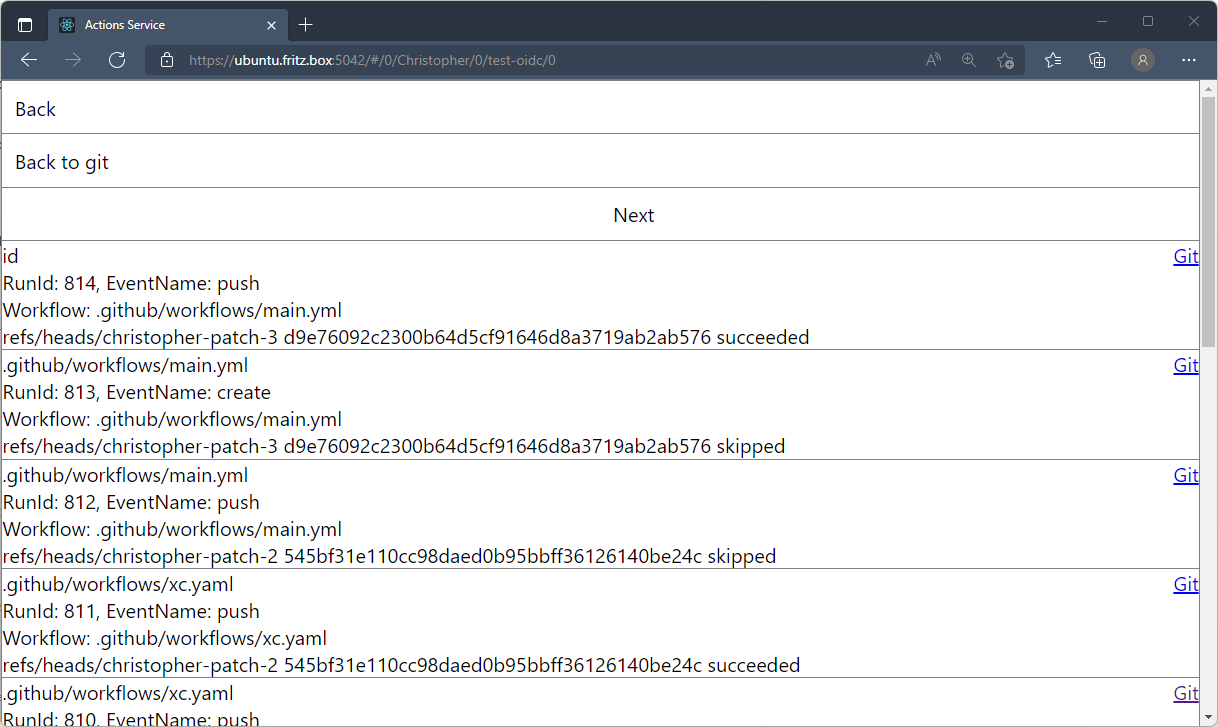 Actions Service
https://ubuntu.fritz.box:5042/#/0/Christopher/0/test-oidc/0
Back
Back to git
Next
id Git
RunId: 814, EventName: push
Workflow: .github/workflows/main.yml
refs/heads/christopher-patch-3 d9e76092c2300b64d5cf91646d8a3719ab2ab576 succeeded
.github/workflows/main.yml Git
RunId: 813, EventName: create
Workflow: .github/workflows/main.yml
refs/heads/christopher-patch-3 d9e76092c2300b64d5cf91646d8a3719ab2ab576 skipped
.github/workflows/main.yml Git
RunId: 812, EventName: push
Workflow: .github/workflows/main.yml
refs/heads/christopher-patch-2 545bf31e110cc98daed0b95bbff36126140be24c skipped
.github/workflows/xc.yaml Git
RunId: 811, EventName: push
Workflow: .github/workflows/xc.yaml
refs/heads/christopher-patch-2 545bf31e110cc98daed0b95bbff36126140be24c succeeded
.github/workflows/xc.yaml Git
RunId: 810, EventName: push